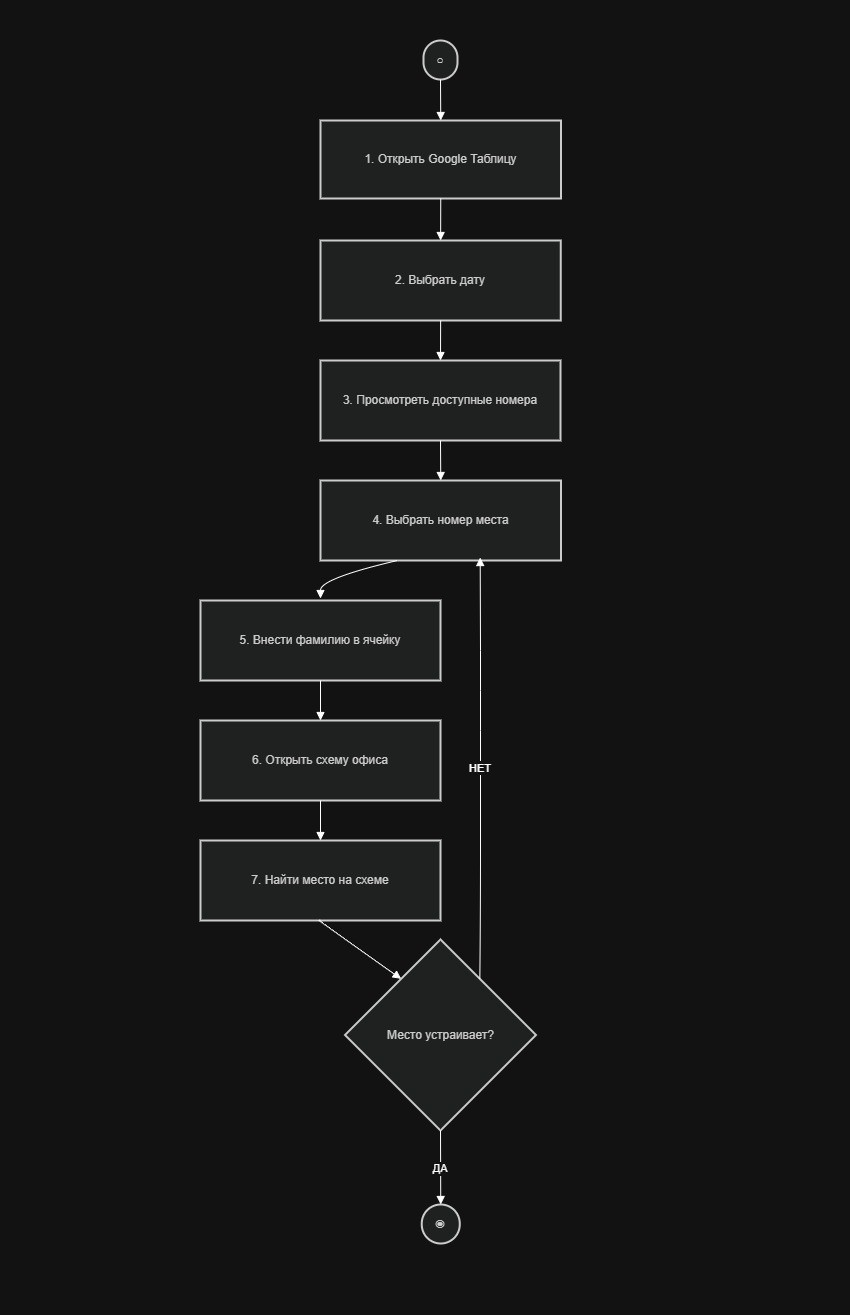 1. Открыть Google Таблицу
2. Выбрать дату
3. Просмотреть доступные номера
4. Выбрать номер места
5. Внести фамилию в ячейку
6. Открыть схему офиса
НЕТ
7. Найти место на схеме
Место устраивает?
ДА